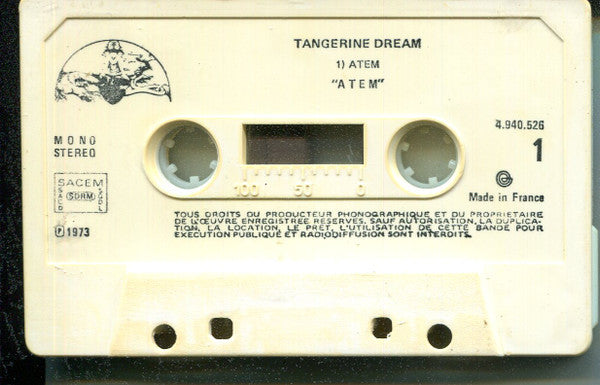 TANGERINE DREAM
1) ATEM
"ATEM"
MONO
STEREO
4.940.526
1
SACEM
SDRM
100 50 0
Made in France
℗ 1973
TOUS DROITS DU PRODUCTEUR PHONOGRAPHIQUE ET DU PROPRIETAIRE
DE L'ŒUVRE ENREGISTREE RESERVES. SAUF AUTORISATION, LA DUPLICA-
TION, LA LOCATION, LE PRET, L'UTILISATION DE CETTE BANDE POUR
EXECUTION PUBLIQUE ET RADIODIFFUSION SONT INTERDITS.